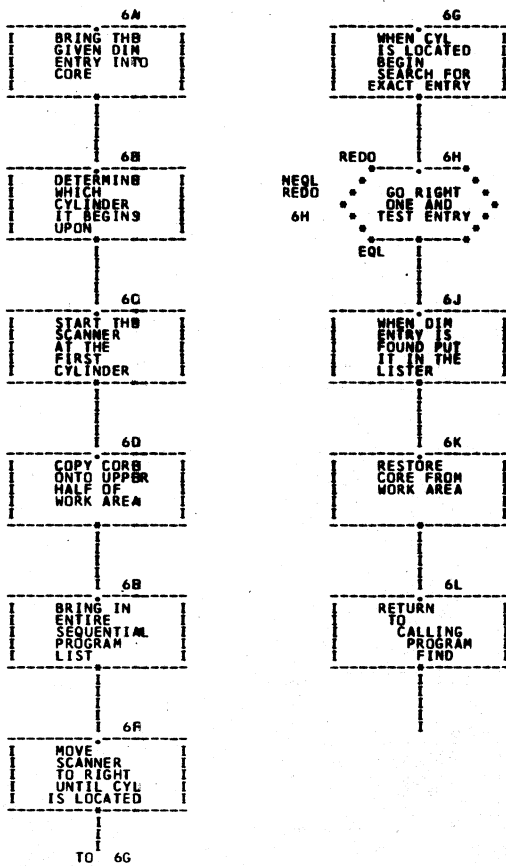 6A
BRING THE
GIVEN DIM
ENTRY INTO
CORE
6B
DETERMINE
WHICH
CYLINDER
IT BEGINS
UPON
6C
START THE
SCANNER
AT THE
FIRST
CYLINDER
6D
COPY CORE
ONTO UPPER
HALF OF
WORK AREA
6E
BRING IN
ENTIRE
SEQUENTIAL
PROGRAM
LIST
6F
MOVE
SCANNER
TO RIGHT
UNTIL CYL
IS LOCATED
TO 6G
6G
WHEN CYL
IS LOCATED
BEGIN
SEARCH FOR
EXACT ENTRY
REDO 6H
NEQL
REDO
6H
GO RIGHT
ONE AND
TEST ENTRY
EQL
6J
WHEN DIM
ENTRY IS
FOUND PUT
IT IN THE
LISTER
6K
RESTORE
CORE FROM
WORK AREA
6L
RETURN
TO
CALLING
PROGRAM
FIND